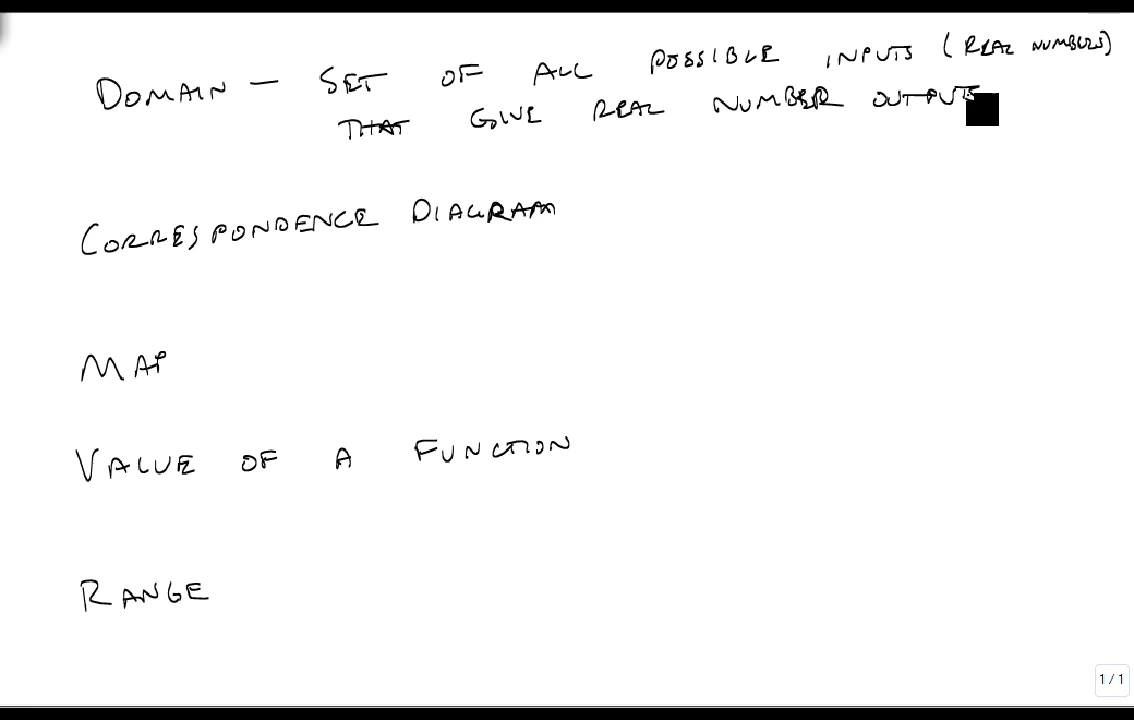 DOMAIN — SET OF ALL POSSIBLE INPUTS (REAL NUMBERS)
THAT GIVE REAL NUMBER OUTPUTS
CORRESPONDENCE DIAGRAM
MAP
VALUE OF A FUNCTION
RANGE
1 / 1